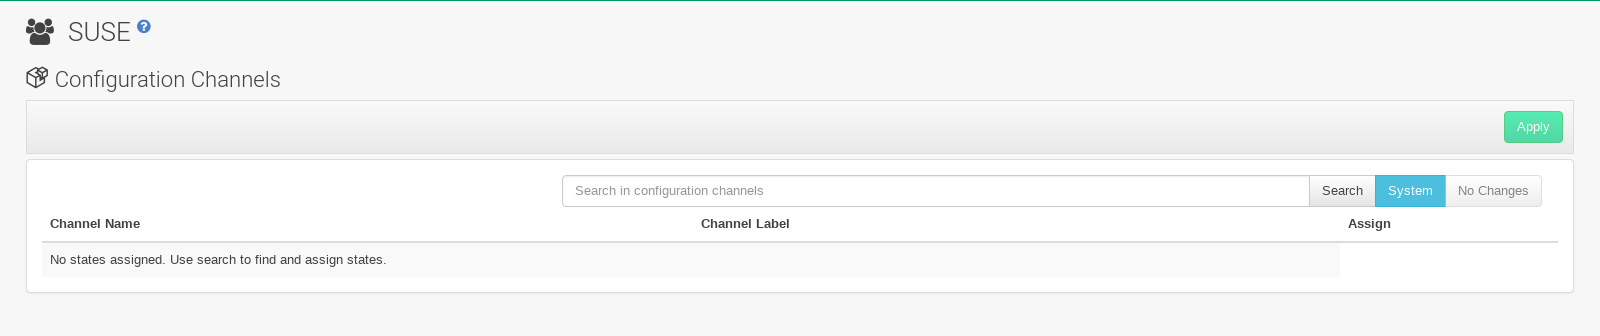 SUSE ?
Configuration Channels
Apply
Search in configuration channels Search System No Changes
Channel Name Channel Label Assign
No states assigned. Use search to find and assign states.